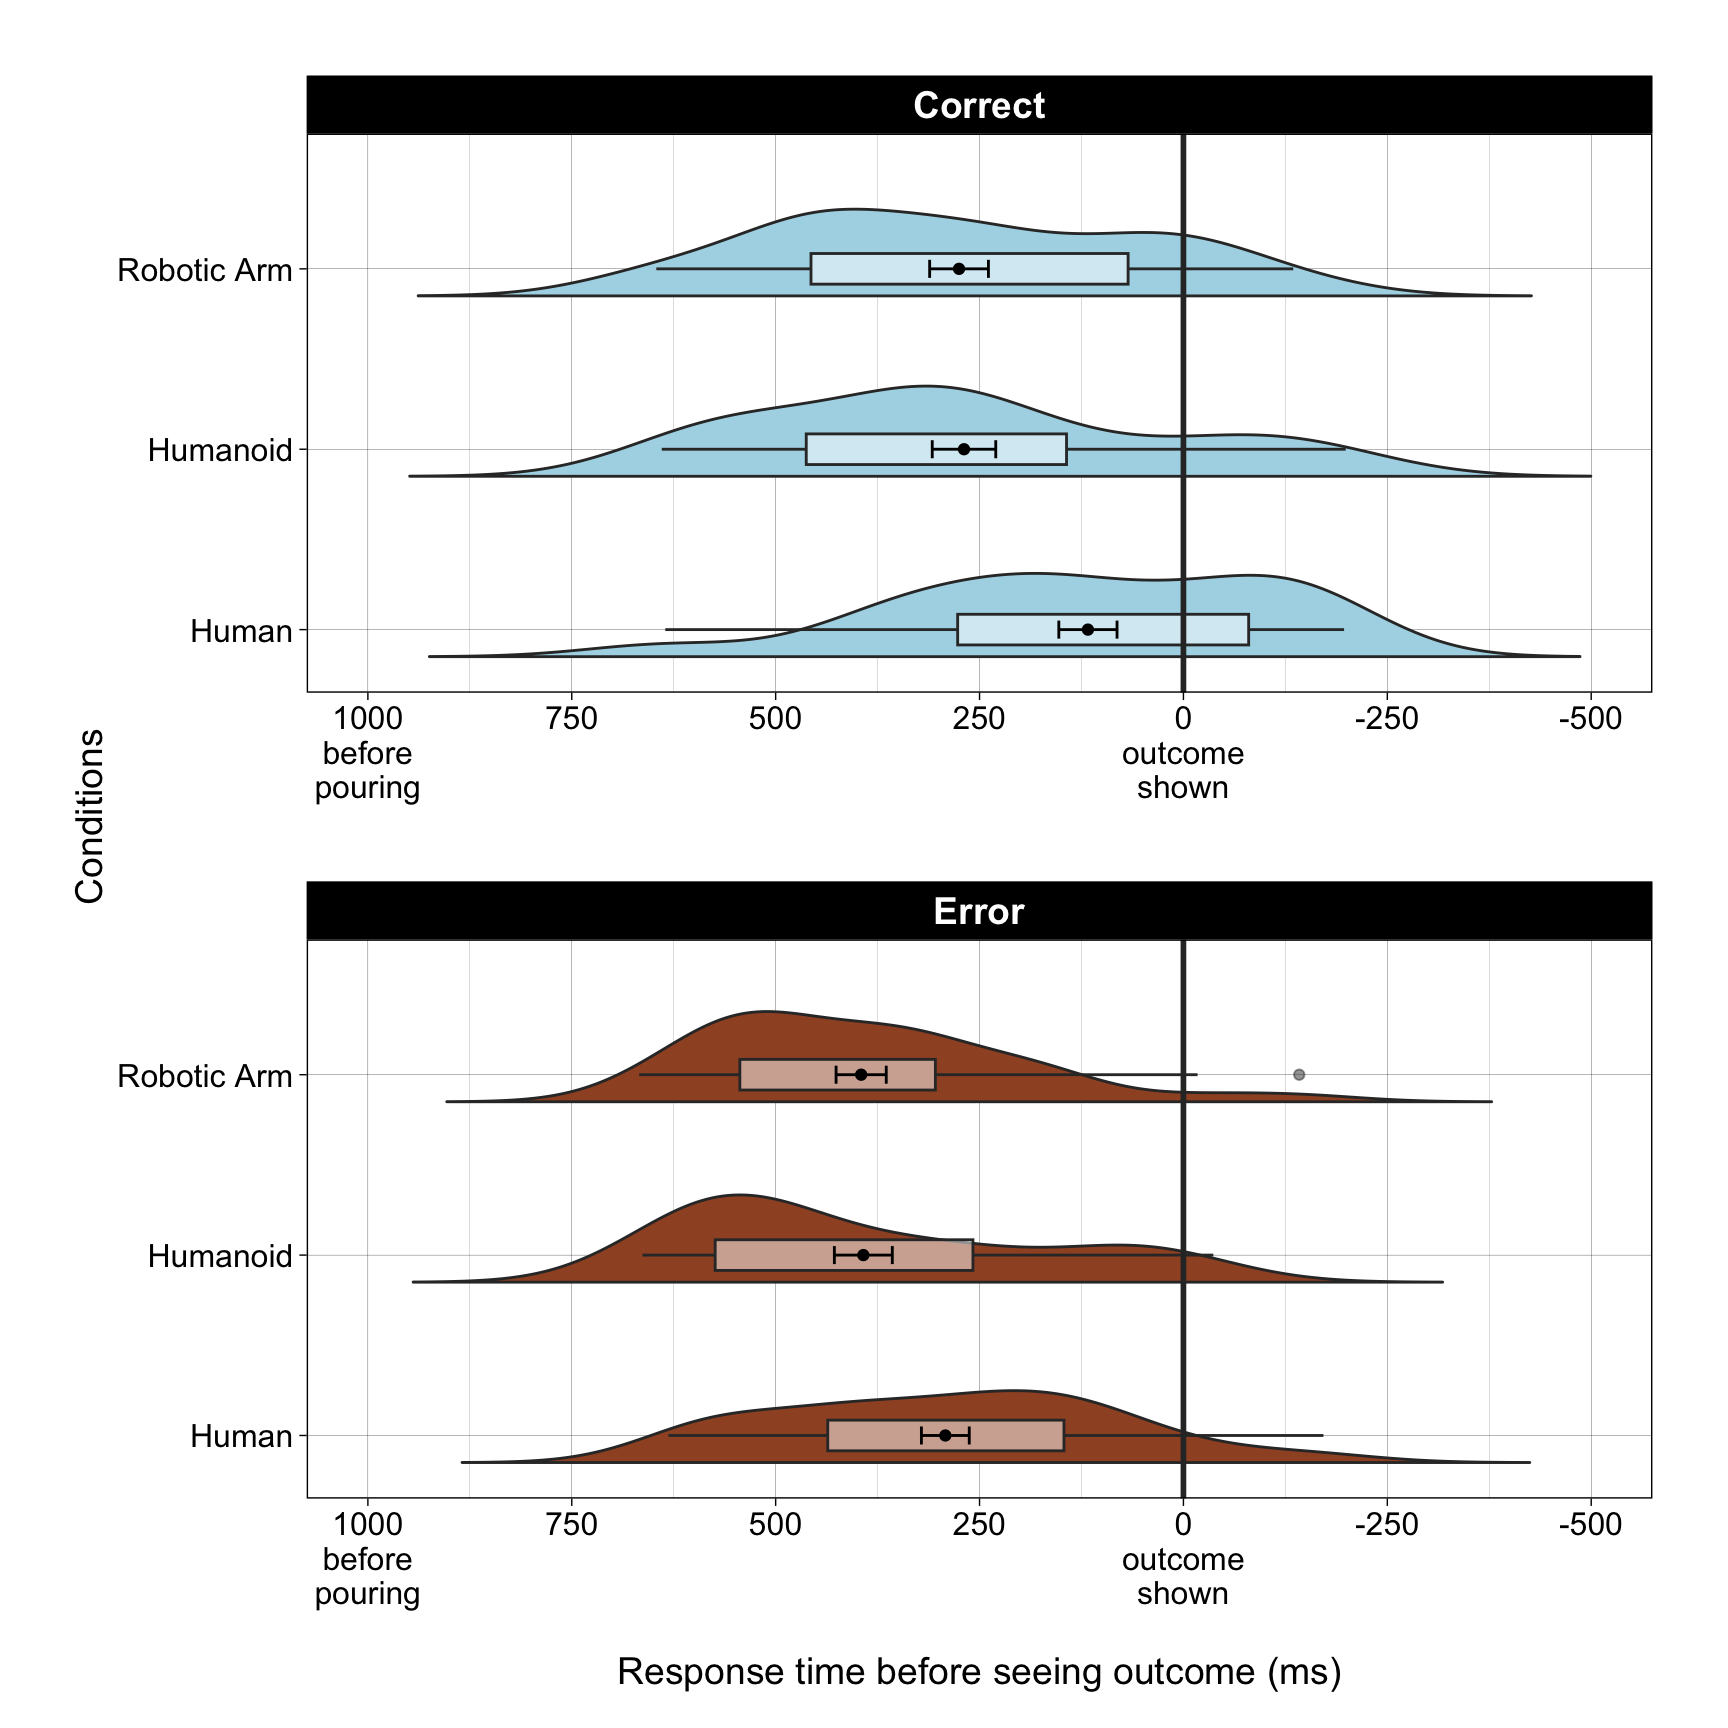 Correct
Robotic Arm
Humanoid
Human
1000 750 500 250 0 -250 -500
before outcome
pouring shown
Conditions
Error
Robotic Arm
Humanoid
Human
1000 750 500 250 0 -250 -500
before outcome
pouring shown
Response time before seeing outcome (ms)